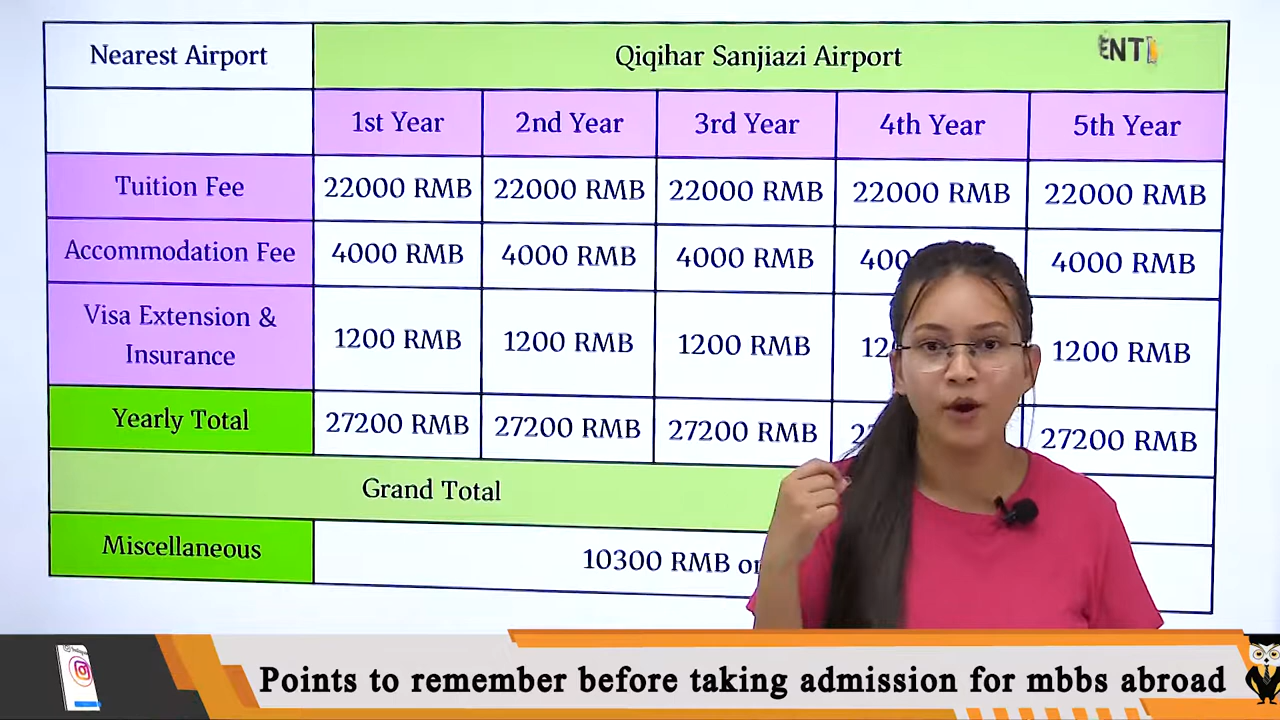 Nearest Airport
Qiqihar Sanjiazi Airport
ENT
1st Year 2nd Year 3rd Year 4th Year 5th Year
Tuition Fee 22000 RMB 22000 RMB 22000 RMB 22000 RMB 22000 RMB
Accommodation Fee 4000 RMB 4000 RMB 4000 RMB 400 4000 RMB
Visa Extension &
Insurance
1200 RMB 1200 RMB 1200 RMB 12 1200 RMB
Yearly Total 27200 RMB 27200 RMB 27200 RMB 27200 RMB
Grand Total
Miscellaneous 10300 RMB or
Points to remember before taking admission for mbbs abroad